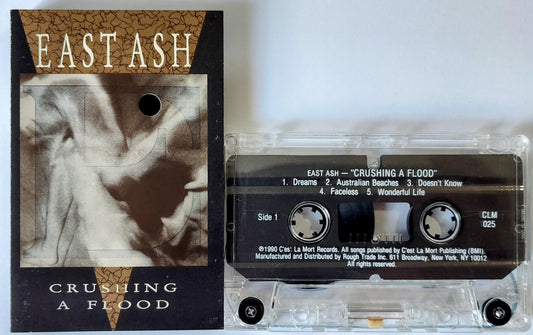 EAST ASH
CRUSHING
A FLOOD
EAST ASH — "CRUSHING A FLOOD"
1. Dreams 2. Australian Beaches 3. Doesn't Know
4. Faceless 5. Wonderful Life
Side 1
CLM
025
©1990 C'es: La Mort Records. All songs published by C'est La Mort Publishing (BMI).
Manufactured and Distributed by Rough Trade Inc. 611 Broadway, New York, NY 10012
All rights reserved.